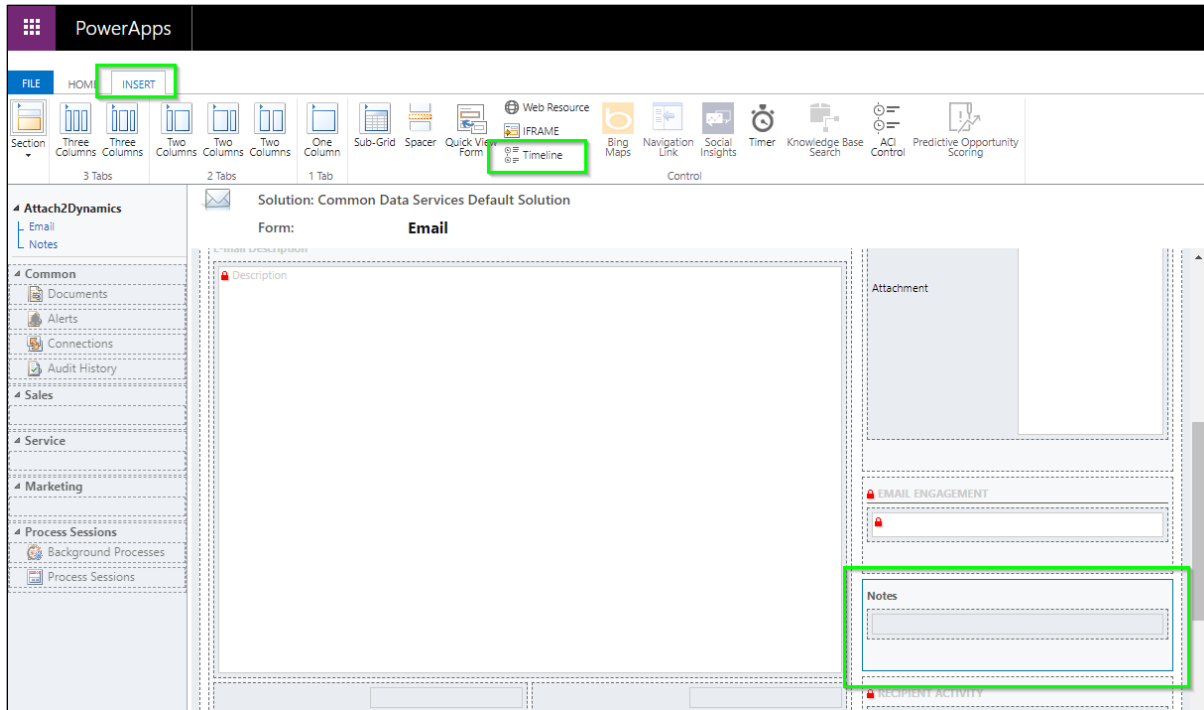 PowerApps
FILE HOME INSERT
Section
Three Columns
Three Columns
Two Columns
Two Columns
Two Columns
One Column
Sub-Grid
Spacer
Quick View Form
Web Resource
IFRAME
Timeline
Bing Maps
Navigation Link
Social Insights
Timer
Knowledge Base Search
ACI Control
Predictive Opportunity Scoring
3 Tabs
2 Tabs
1 Tab
Control
Attach2Dynamics
Email
Notes
Common
Documents
Alerts
Connections
Audit History
Sales
Service
Marketing
Process Sessions
Background Processes
Process Sessions
Solution: Common Data Services Default Solution
Form: Email
E-mail Description
Description
Attachment
EMAIL ENGAGEMENT
Notes
RECIPIENT ACTIVITY